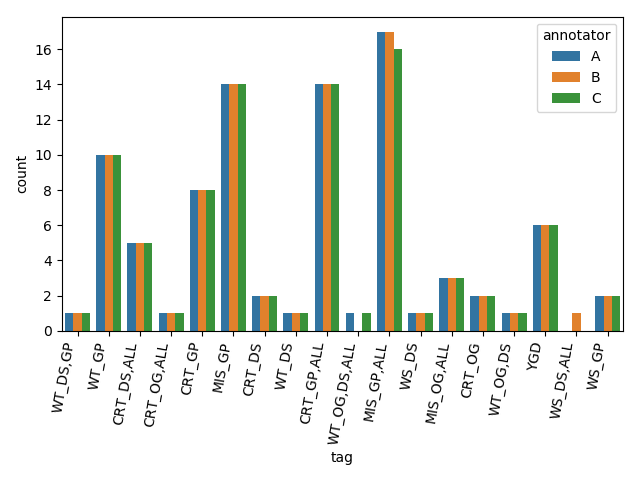 annotator
A
B
C
count
16
14
12
10
8
6
4
2
0
WT_DS,GP
WT_GP
CRT_DS,ALL
CRT_OG,ALL
CRT_GP
MIS_GP
CRT_DS
WT_DS
CRT_GP,ALL
WT_OG,DS,ALL
MIS_GP,ALL
WS_DS
MIS_OG,ALL
CRT_OG
WT_OG,DS
YGD
WS_DS,ALL
WS_GP
tag